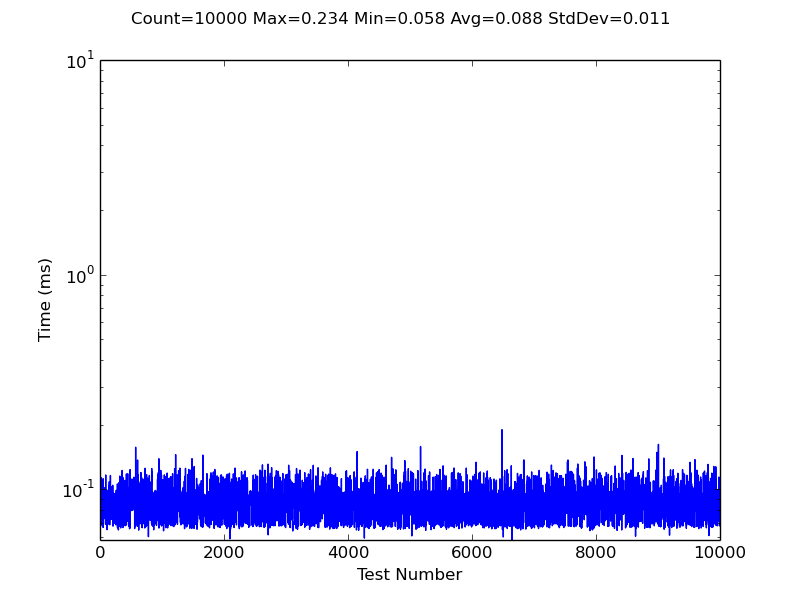 Count=10000 Max=0.234 Min=0.058 Avg=0.088 StdDev=0.011
10^1
10^0
10^-1
Time (ms)
0 2000 4000 6000 8000 10000
Test Number